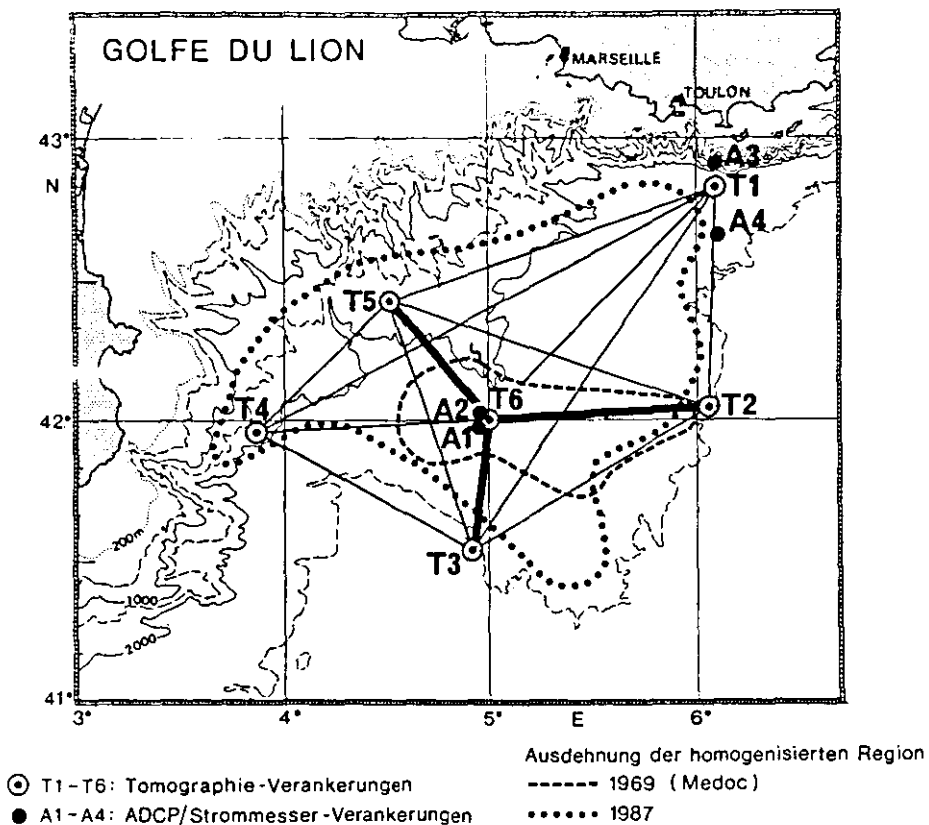 GOLFE DU LION
MARSEILLE
TOULON
43°
N
A3
T1
A4
T5
T4
A2
T6
T2
42°
A1
T3
200m
1000
2000
41°
3° 4° 5° E 6°
T1-T6: Tomographie-Verankerungen
A1-A4: ADCP/Strommesser-Verankerungen
Ausdehnung der homogenisierten Region
1969 (Medoc)
1987